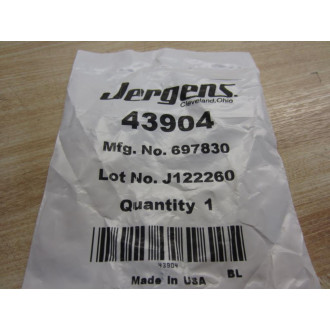 Jergens.
Cleveland, Ohio
43904
Mfg. No. 697830
Lot No. J122260
Quantity 1
43904
Made in USA
BL